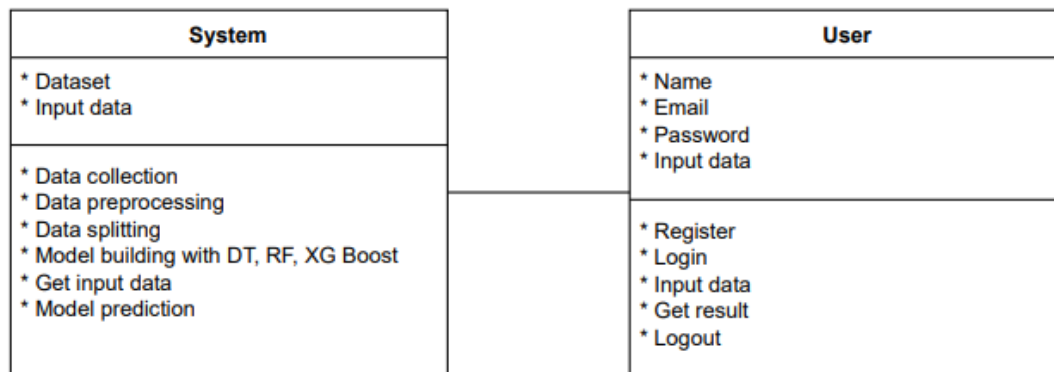 System
* Dataset
* Input data
* Data collection
* Data preprocessing
* Data splitting
* Model building with DT, RF, XG Boost
* Get input data
* Model prediction
User
* Name
* Email
* Password
* Input data
* Register
* Login
* Input data
* Get result
* Logout